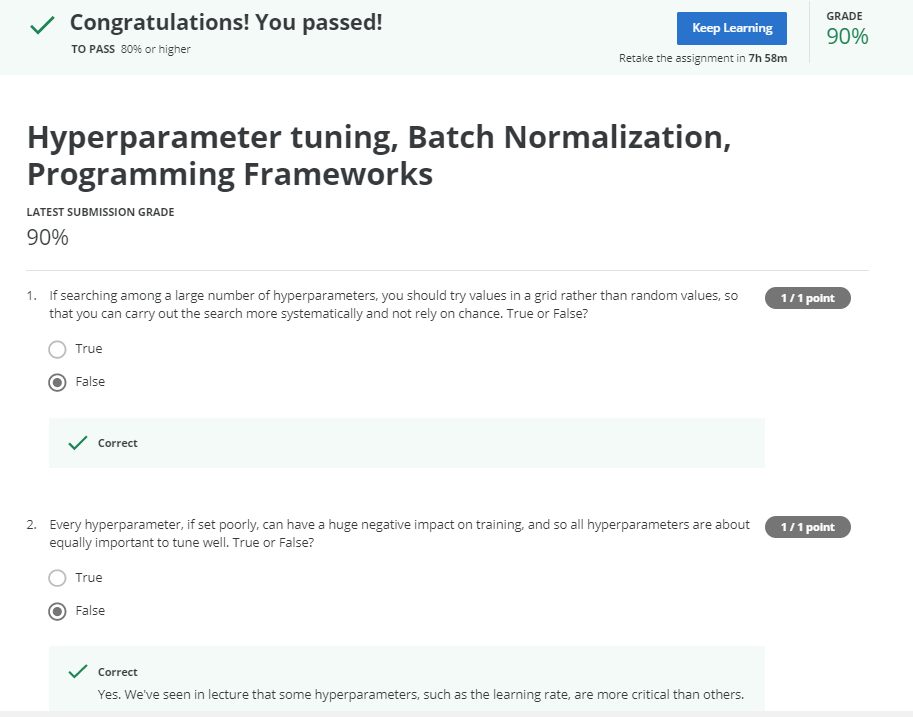 Congratulations! You passed!
TO PASS 80% or higher
Keep Learning
Retake the assignment in 7h 58m
GRADE
90%
Hyperparameter tuning, Batch Normalization,
Programming Frameworks
LATEST SUBMISSION GRADE
90%
1. If searching among a large number of hyperparameters, you should try values in a grid rather than random values, so
that you can carry out the search more systematically and not rely on chance. True or False?
1 / 1 point
True
False
Correct
2. Every hyperparameter, if set poorly, can have a huge negative impact on training, and so all hyperparameters are about
equally important to tune well. True or False?
1 / 1 point
True
False
Correct
Yes. We've seen in lecture that some hyperparameters, such as the learning rate, are more critical than others.